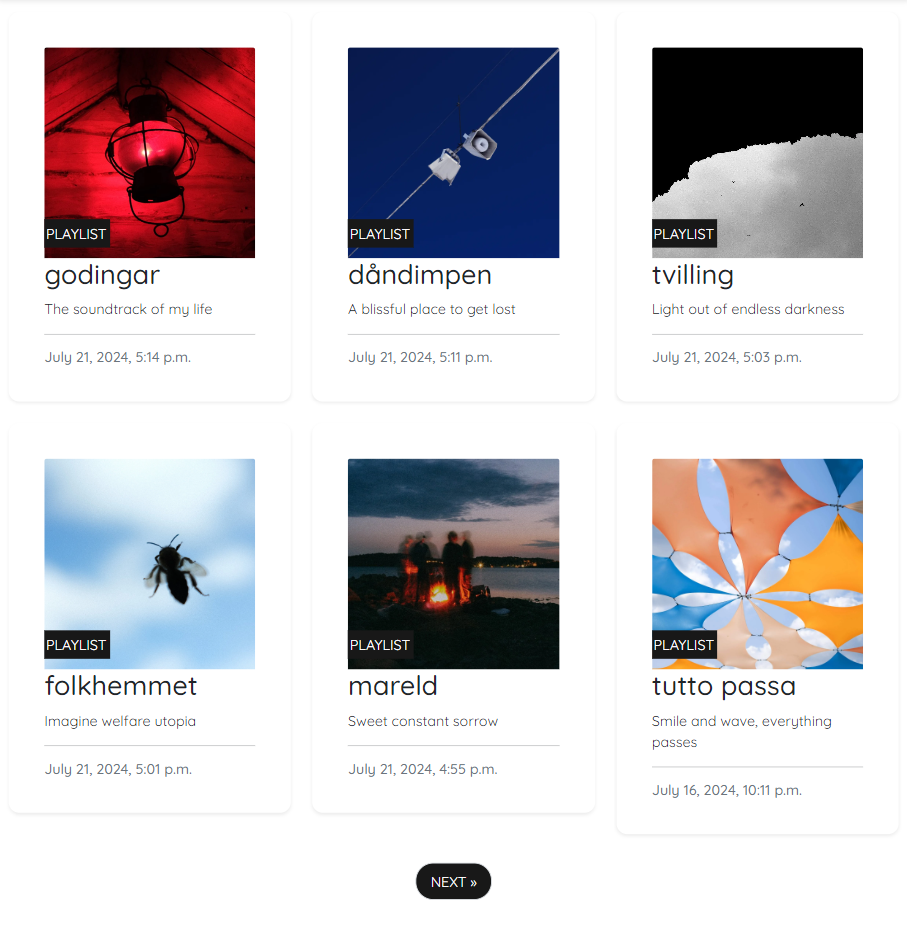 PLAYLIST
godingar
The soundtrack of my life
July 21, 2024, 5:14 p.m.
PLAYLIST
dåndimpen
A blissful place to get lost
July 21, 2024, 5:11 p.m.
PLAYLIST
tvilling
Light out of endless darkness
July 21, 2024, 5:03 p.m.
PLAYLIST
folkhemmet
Imagine welfare utopia
July 21, 2024, 5:01 p.m.
PLAYLIST
mareld
Sweet constant sorrow
July 21, 2024, 4:55 p.m.
PLAYLIST
tutto passa
Smile and wave, everything
passes
July 16, 2024, 10:11 p.m.
NEXT »